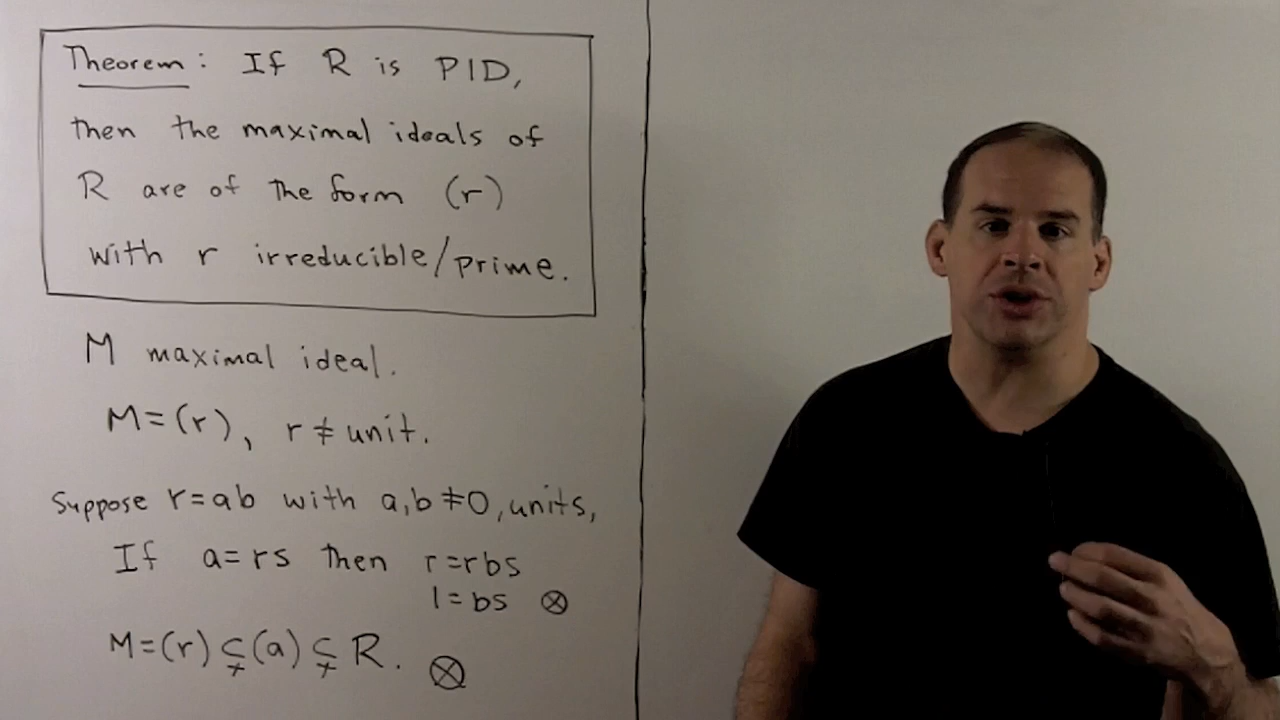 Theorem: If R is PID,
then the maximal ideals of
R are of the form (r)
with r irreducible/prime.
M maximal ideal.
M=(r), r≠unit.
Suppose r=ab with a,b≠0, units,
If a=rs then r=rbs
1=bs ⊗
M=(r)⊊(a)⊊R. ⊗